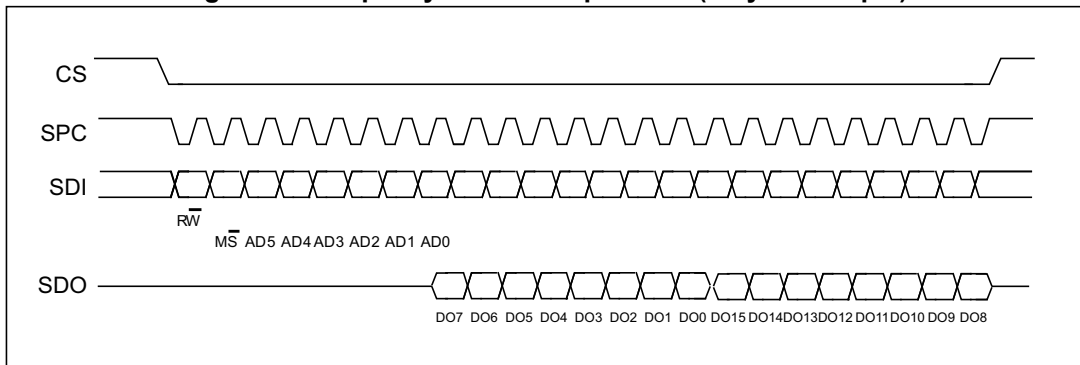 CS
SPC
SDI
RW
MS AD5 AD4 AD3 AD2 AD1 AD0
SDO
DO7 DO6 DO5 DO4 DO3 DO2 DO1 DO0 DO15 DO14 DO13 DO12 DO11 DO10 DO9 DO8